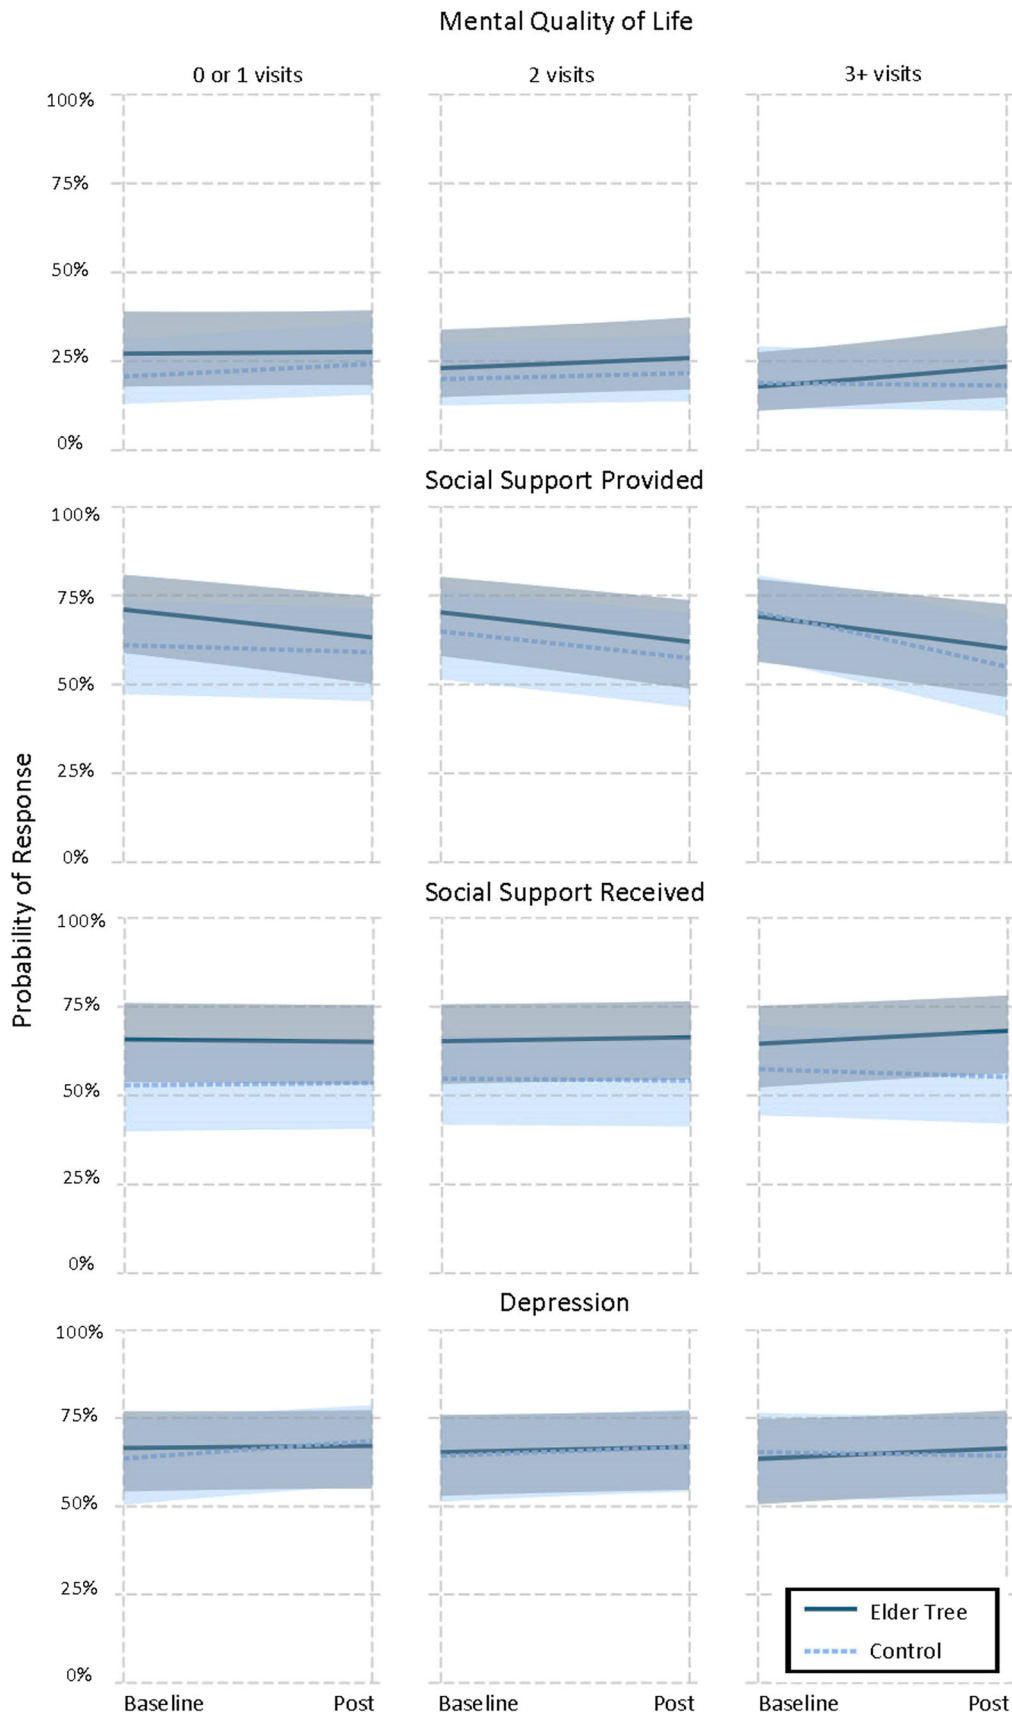 Mental Quality of Life
0 or 1 visits 2 visits 3+ visits
100%
75%
50%
25%
0%
Social Support Provided
100%
75%
50%
25%
0%
Probability of Response
Social Support Received
100%
75%
50%
25%
0%
Depression
100%
75%
50%
25%
0%
Elder Tree
Control
Baseline Post Baseline Post Baseline Post